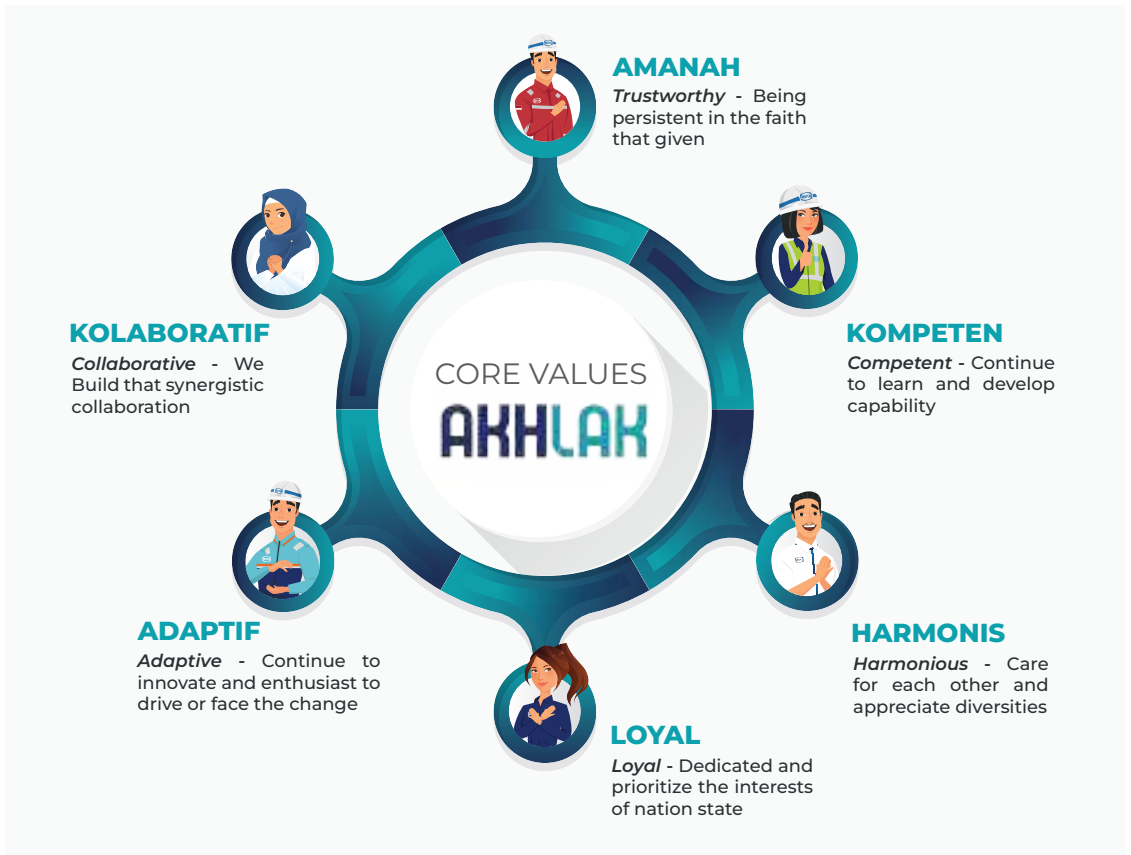 CORE VALUES
AKHLAK
AMANAH
Trustworthy - Being
persistent in the faith
that given
KOMPETEN
Competent - Continue
to learn and develop
capability
HARMONIS
Harmonious - Care
for each other and
appreciate diversities
LOYAL
Loyal - Dedicated and
prioritize the interests
of nation state
ADAPTIF
Adaptive - Continue to
innovate and enthusiast to
drive or face the change
KOLABORATIF
Collaborative - We
Build that synergistic
collaboration